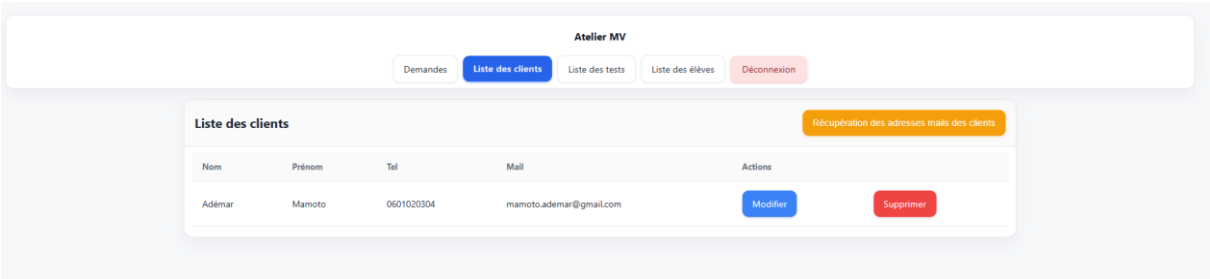 Atelier MV
Demandes Liste des clients Liste des tests Liste des élèves Déconnexion
Liste des clients Récupération des adresses mails des clients
Nom Prénom Tel Mail Actions
Adémar Mamoto 0601020304 mamoto.ademar@gmail.com Modifier Supprimer